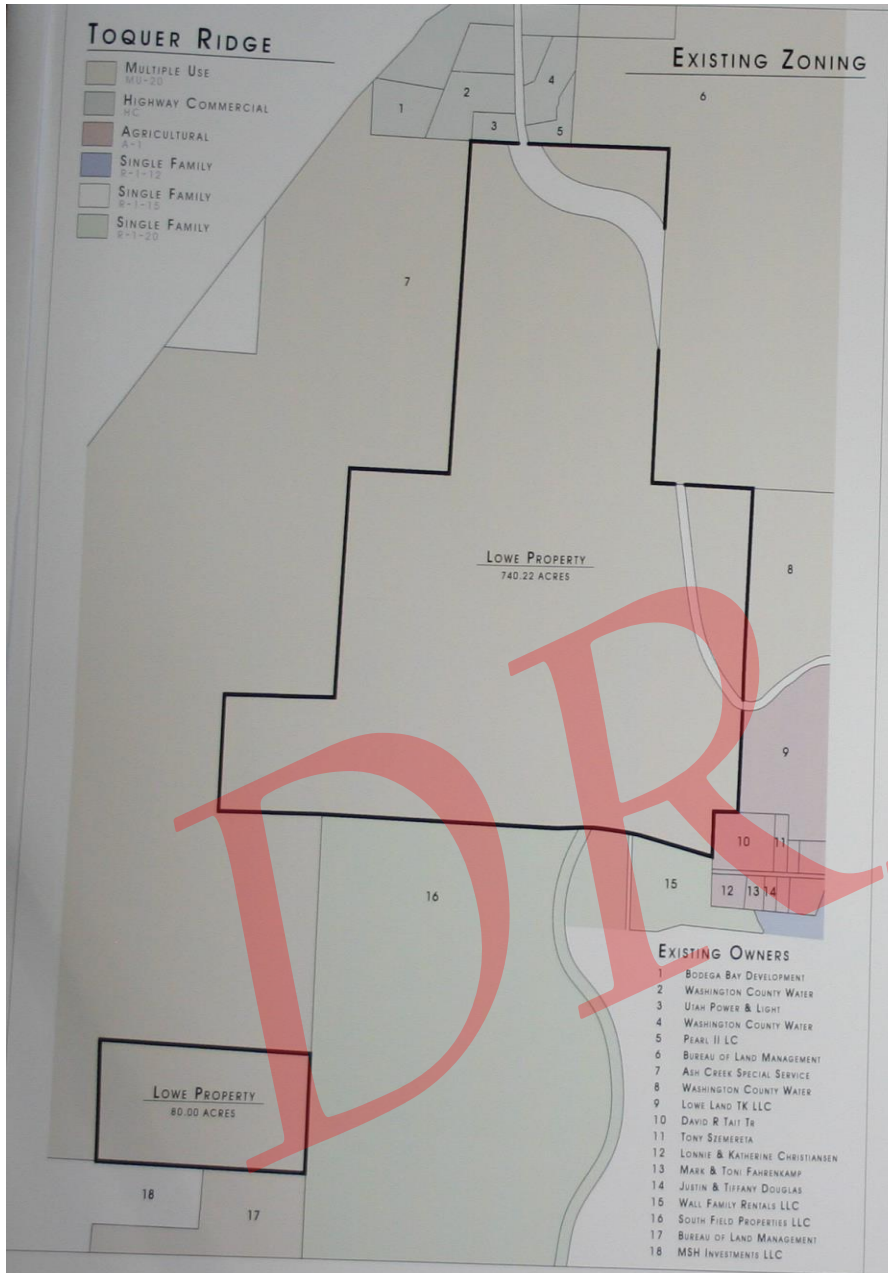 TOQUER RIDGE
EXISTING ZONING
MULTIPLE USE
MU-20
HIGHWAY COMMERCIAL
HC
AGRICULTURAL
A-1
SINGLE FAMILY
R-1-12
SINGLE FAMILY
R-1-15
SINGLE FAMILY
R-1-20
1
2
3
4
5
6
7
LOWE PROPERTY
740.22 ACRES
8
9
10
11
12
13
14
15
16
LOWE PROPERTY
80.00 ACRES
18
17
DR
EXISTING OWNERS
1 BODEGA BAY DEVELOPMENT
2 WASHINGTON COUNTY WATER
3 UTAH POWER & LIGHT
4 WASHINGTON COUNTY WATER
5 PEARL II LC
6 BUREAU OF LAND MANAGEMENT
7 ASH CREEK SPECIAL SERVICE
8 WASHINGTON COUNTY WATER
9 LOWE LAND TK LLC
10 DAVID R TAIT TR
11 TONY SZEMERETA
12 LONNIE & KATHERINE CHRISTIANSEN
13 MARK & TONI FAHRENKAMP
14 JUSTIN & TIFFANY DOUGLAS
15 WALL FAMILY RENTALS LLC
16 SOUTH FIELD PROPERTIES LLC
17 BUREAU OF LAND MANAGEMENT
18 MSH INVESTMENTS LLC